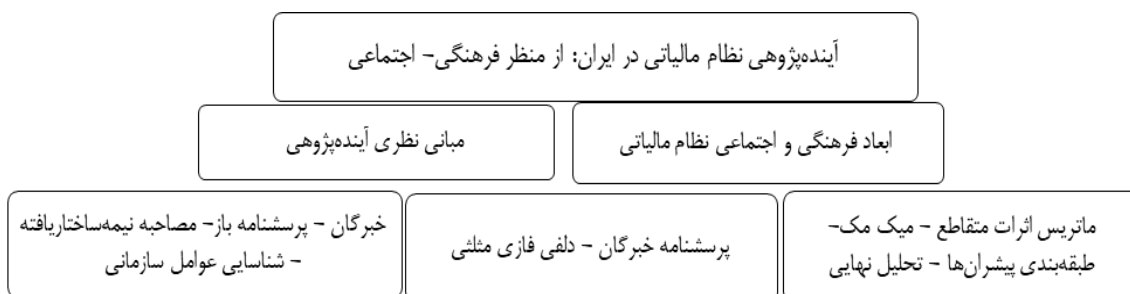 آینده‌پژوهی نظام مالیاتی در ایران: از منظر فرهنگی- اجتماعی
ابعاد فرهنگی و اجتماعی نظام مالیاتی
مبانی نظری آینده‌پژوهی
ماتریس اثرات متقاطع - میک مک-
طبقه‌بندی پیشران‌ها - تحلیل نهایی
پرسشنامه خبرگان - دلفی فازی مثلثی
خبرگان - پرسشنامه باز- مصاحبه نیمه‌ساختاریافته
- شناسایی عوامل سازمانی